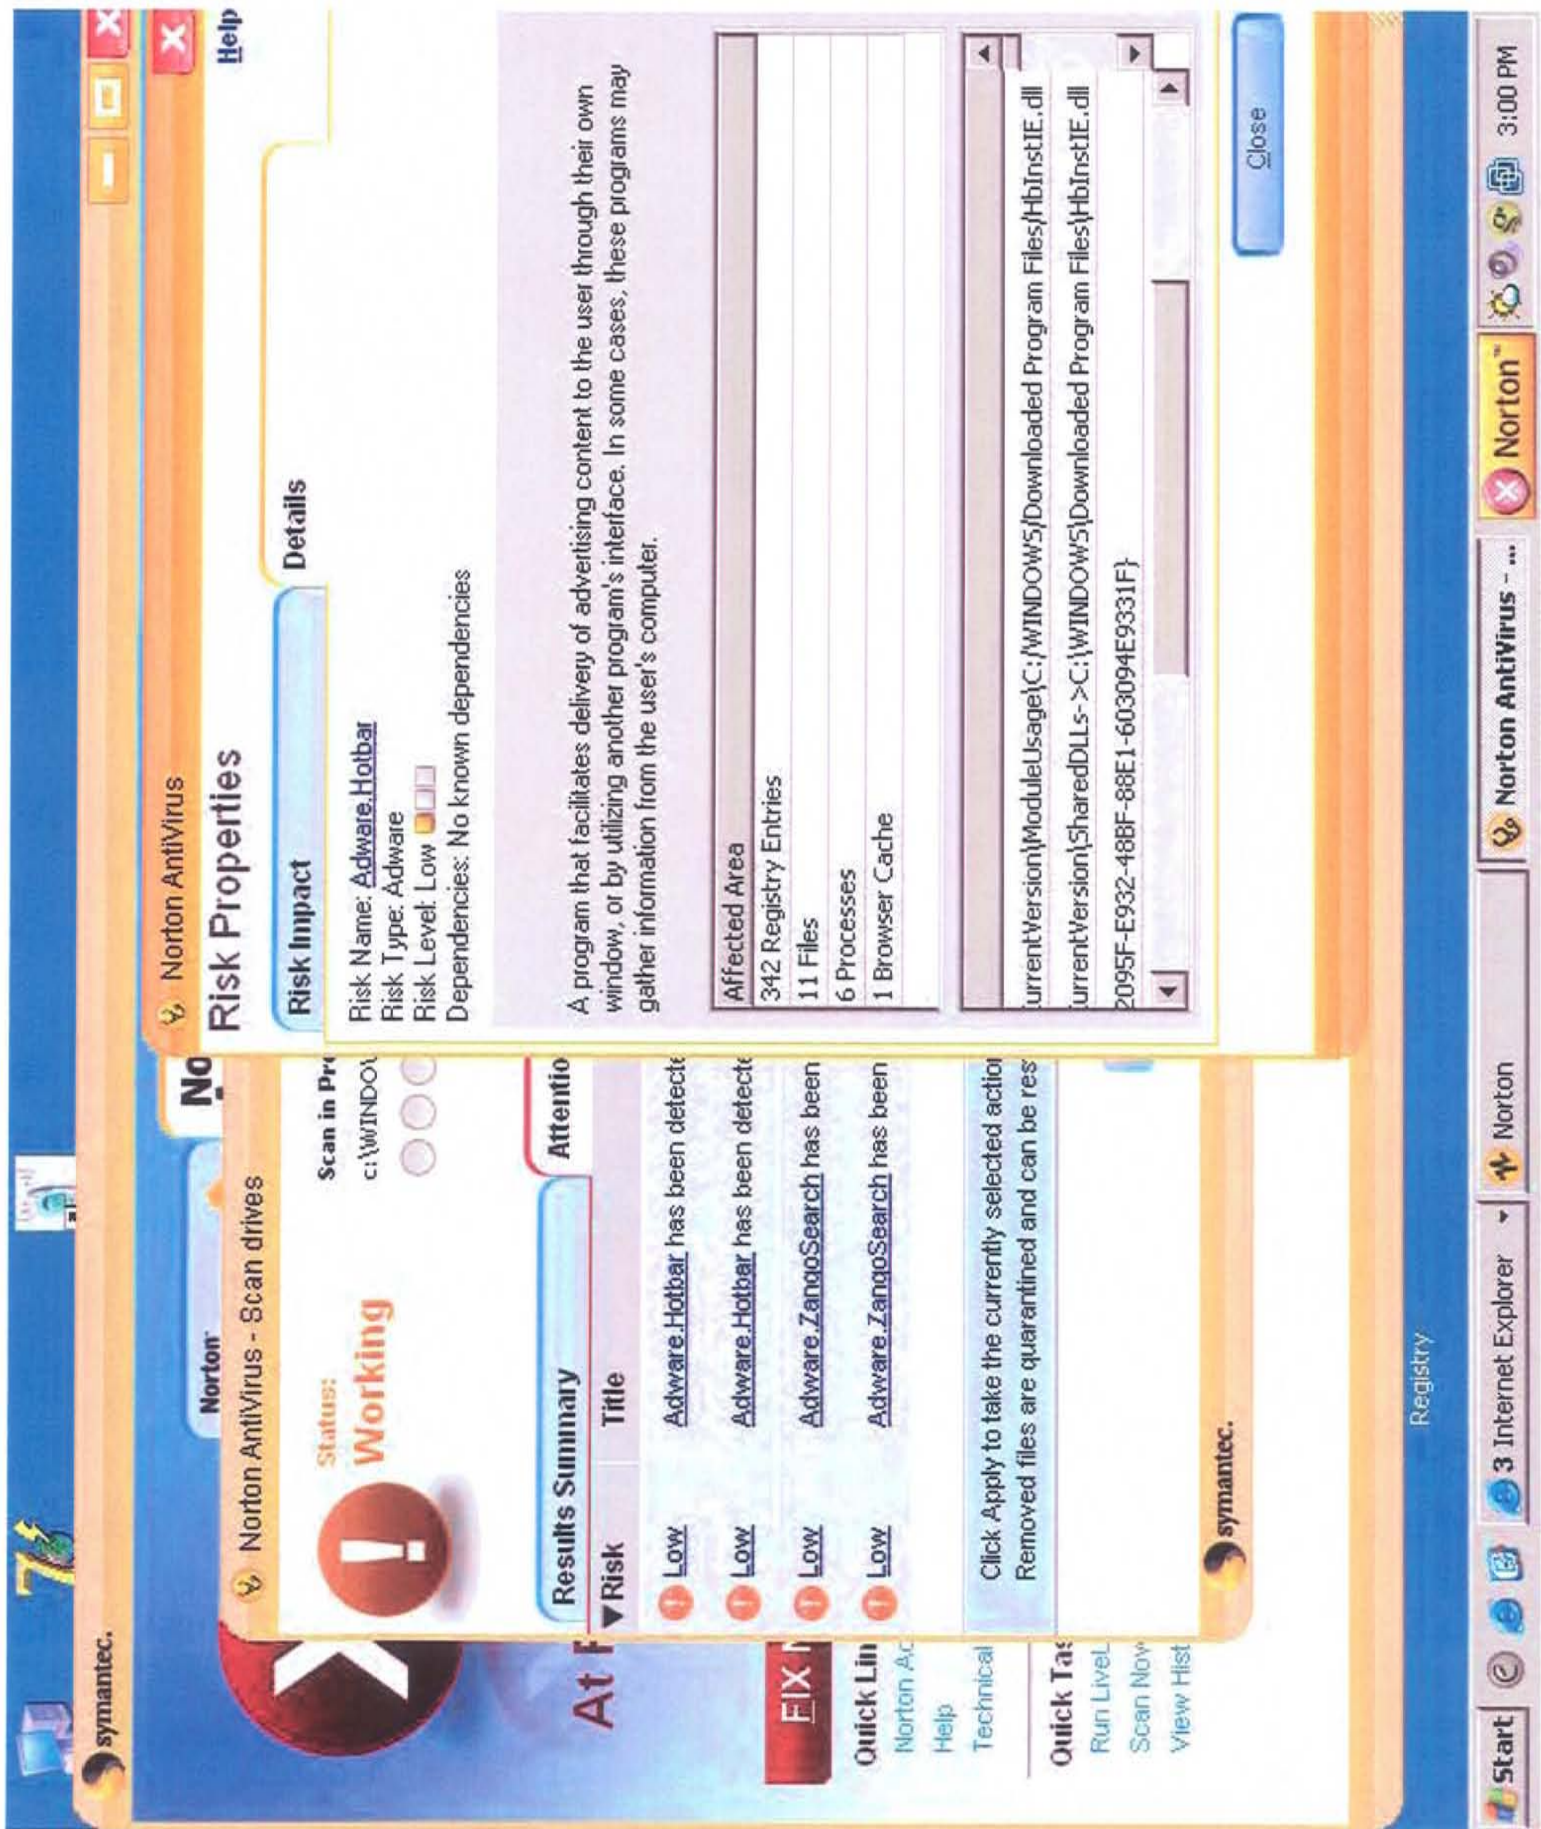 symantec.
Norton
No
Norton AntiVirus - Scan drives
Status:
Working
Scan in Pro
c:\WINDOW
Results Summary
Attentio
▼Risk Title
Low Adware.Hotbar has been detecte
Low Adware.Hotbar has been detecte
Low Adware.ZangoSearch has been
Low Adware.ZangoSearch has been
Click Apply to take the currently selected action
Removed files are quarantined and can be res
symantec.
At R
FIX N
Quick Lin
Norton Ac
Help
Technical
Quick Tas
Run LiveU
Scan Now
View Hist
Norton AntiVirus
Risk Properties
Help
Risk Impact
Details
Risk Name: Adware.Hotbar
Risk Type: Adware
Risk Level: Low
Dependencies: No known dependencies
A program that facilitates delivery of advertising content to the user through their own
window, or by utilizing another program's interface. In some cases, these programs may
gather information from the user's computer.
Affected Area
342 Registry Entries
11 Files
6 Processes
1 Browser Cache
urrentVersion\ModuleUsage\C:/WINDOWS/Downloaded Program Files/HbInstIE.dll
urrentVersion\SharedDLLs->C:\WINDOWS\Downloaded Program Files\HbInstIE.dll
2095F-E932-48BF-88E1-603094E9331F}
Close
Registry
Start
3 Internet Explorer
Norton
Norton AntiVirus - ...
Norton™
3:00 PM